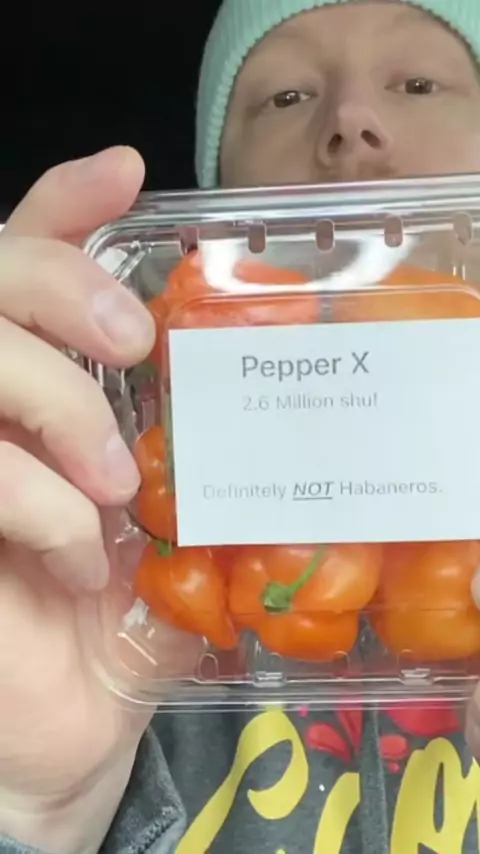 Pepper X
2.6 Million shu!
Definitely NOT Habaneros.